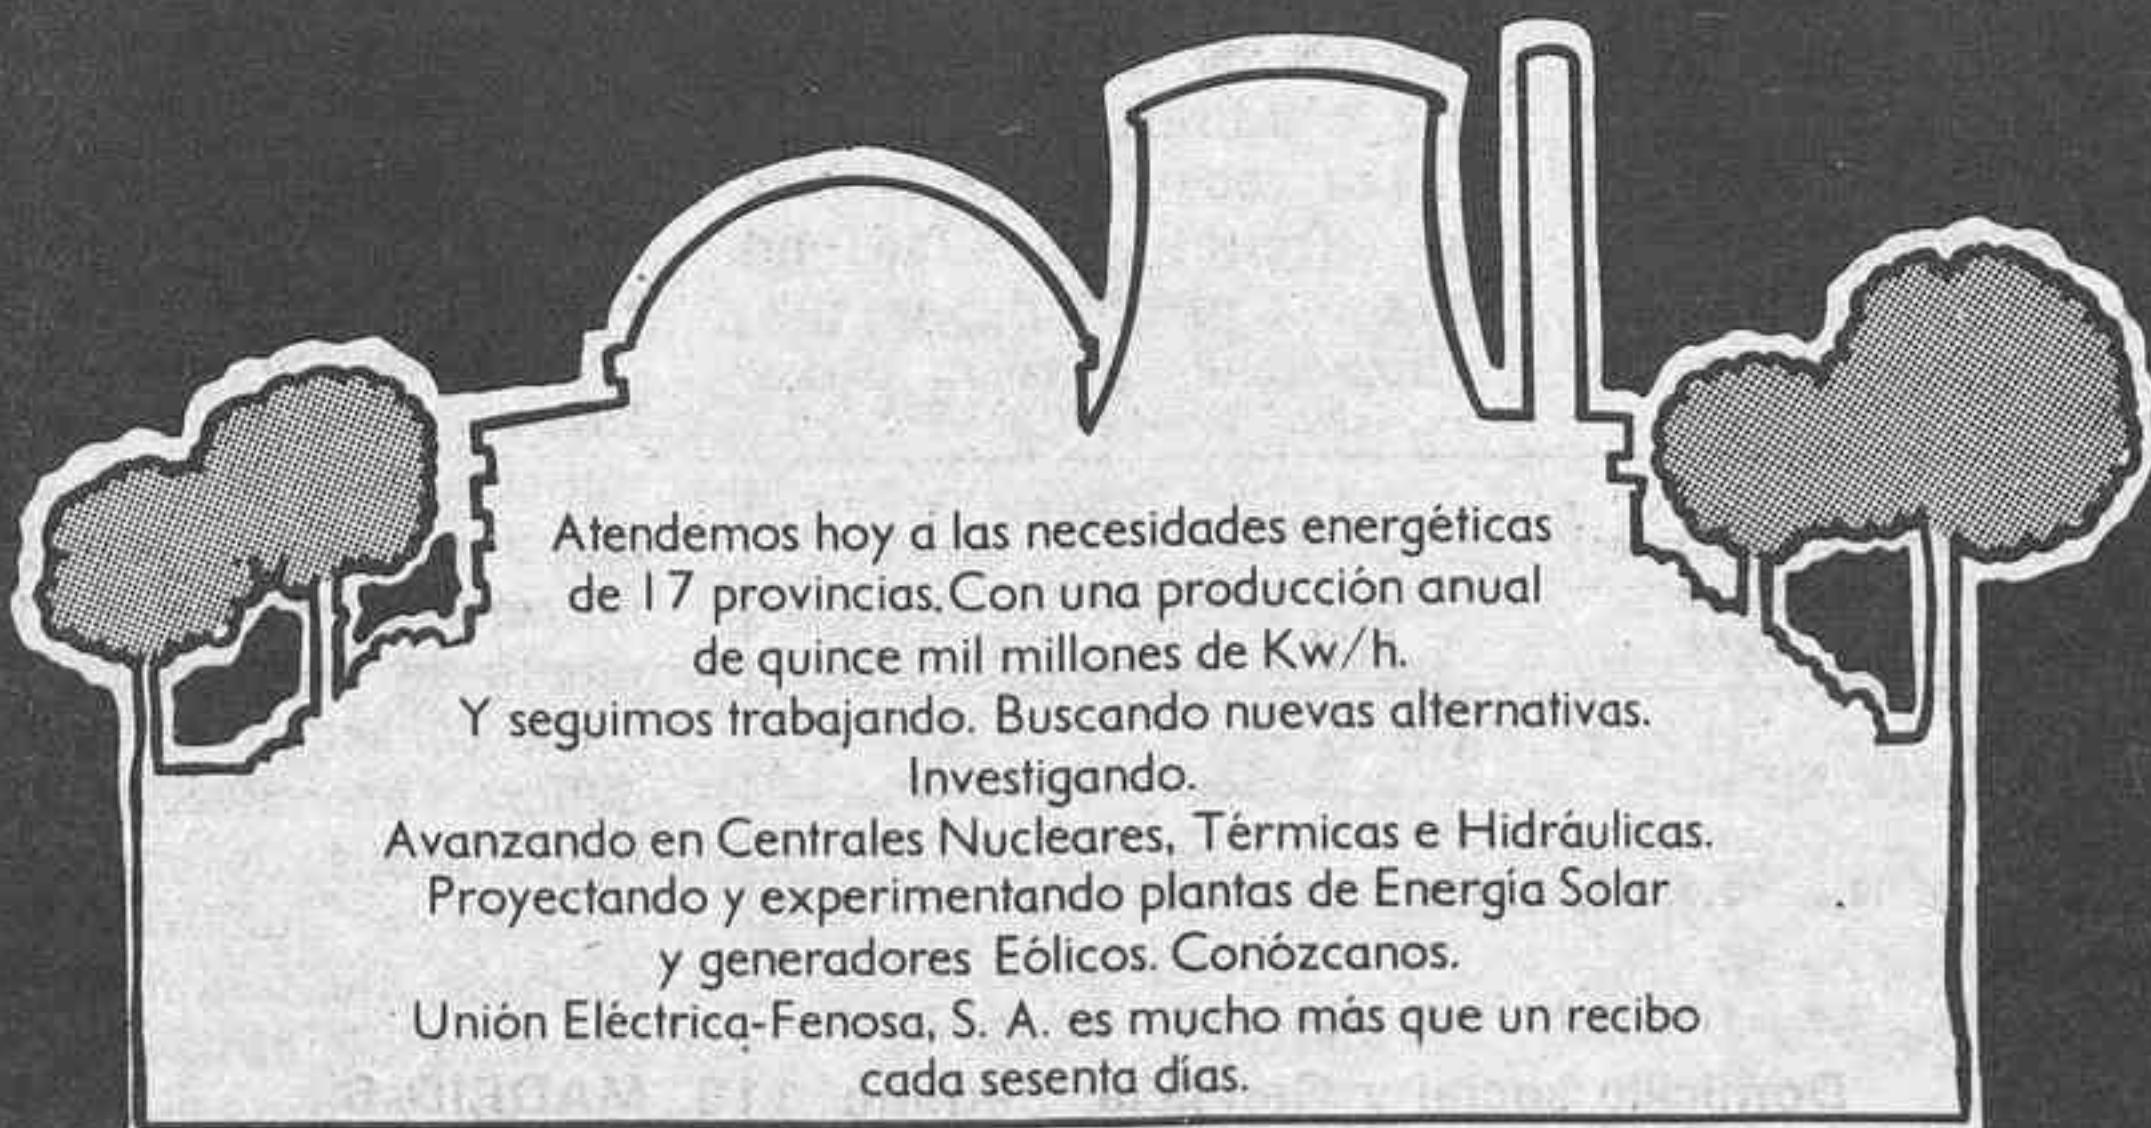 Atendemos hoy a las necesidades energéticas
de 17 provincias. Con una producción anual
de quince mil millones de Kw/h.
Y seguimos trabajando. Buscando nuevas alternativas.
Investigando.
Avanzando en Centrales Nucleares, Térmicas e Hidráulicas.
Proyectando y experimentando plantas de Energía Solar
y generadores Eólicos. Conózcanos.
Unión Eléctrica-Fenosa, S. A. es mucho más que un recibo
cada sesenta días.